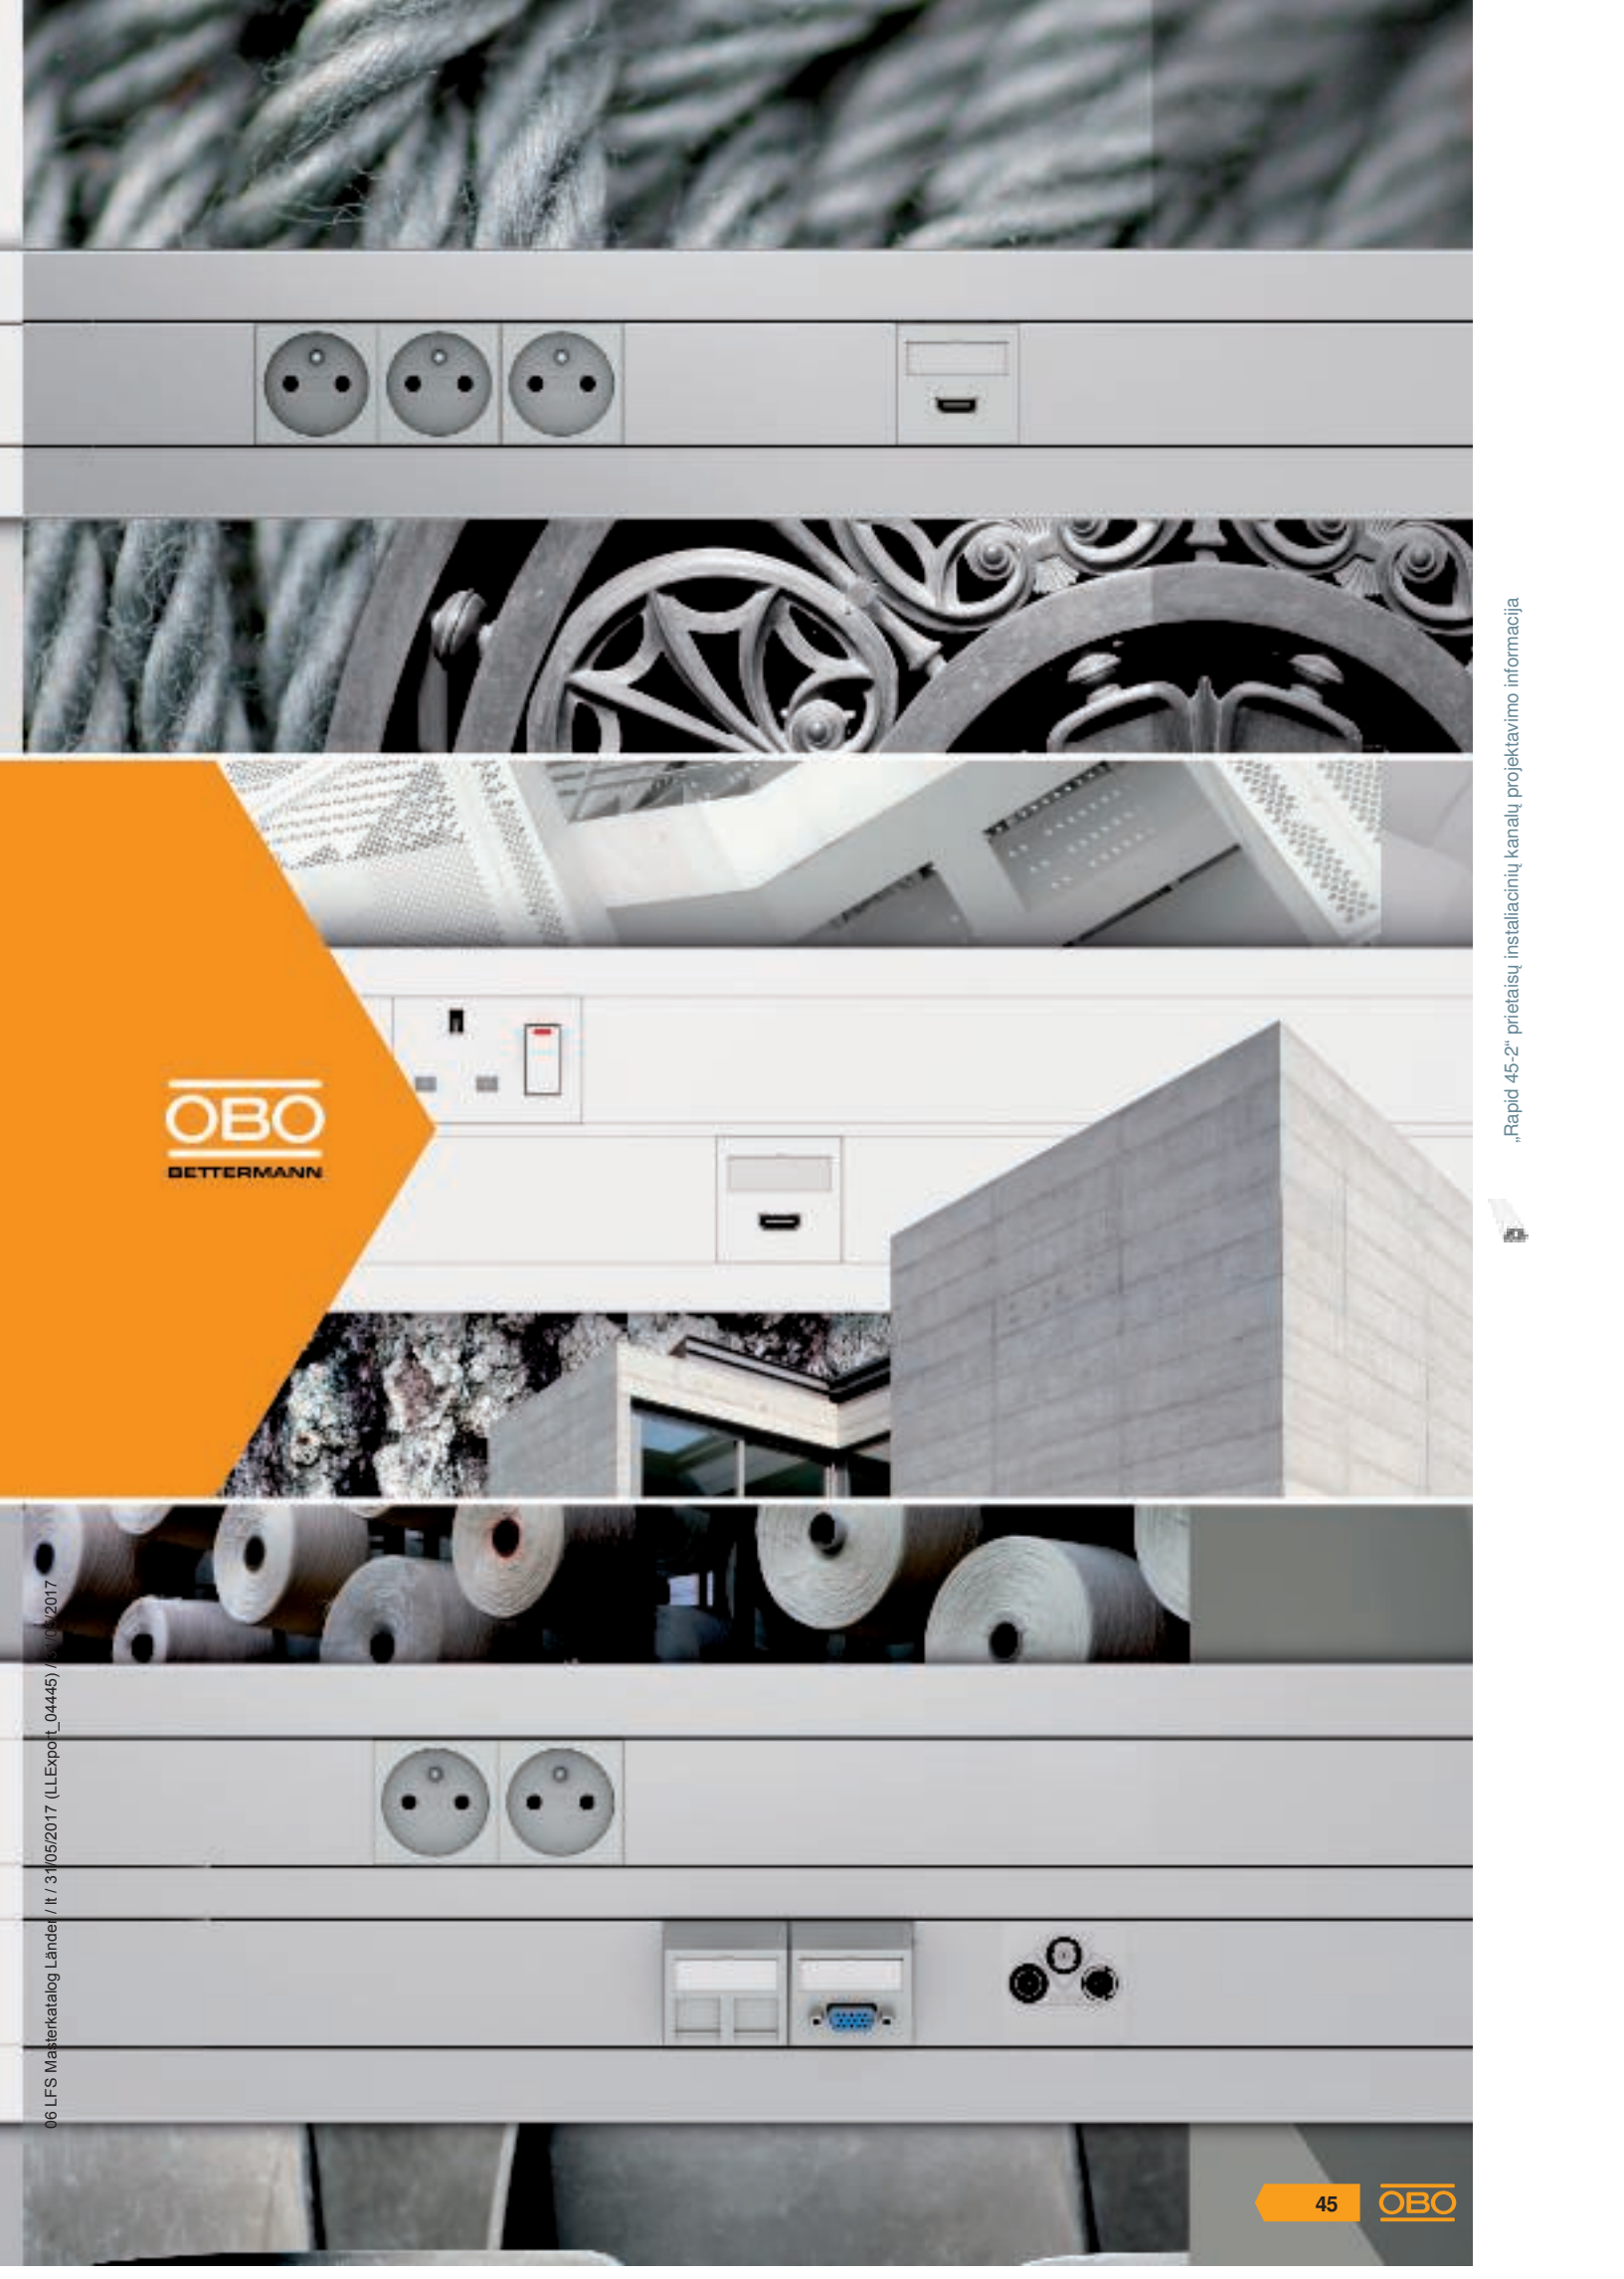 „Rapid 45-2“ prietaisų instaliacinių kanalų projektavimo informacija
OBO
BETTERMANN
06 LFS Masterkatalog Länder / lt / 31/05/2017 (LLExport_04445) / /2017
45
OBO